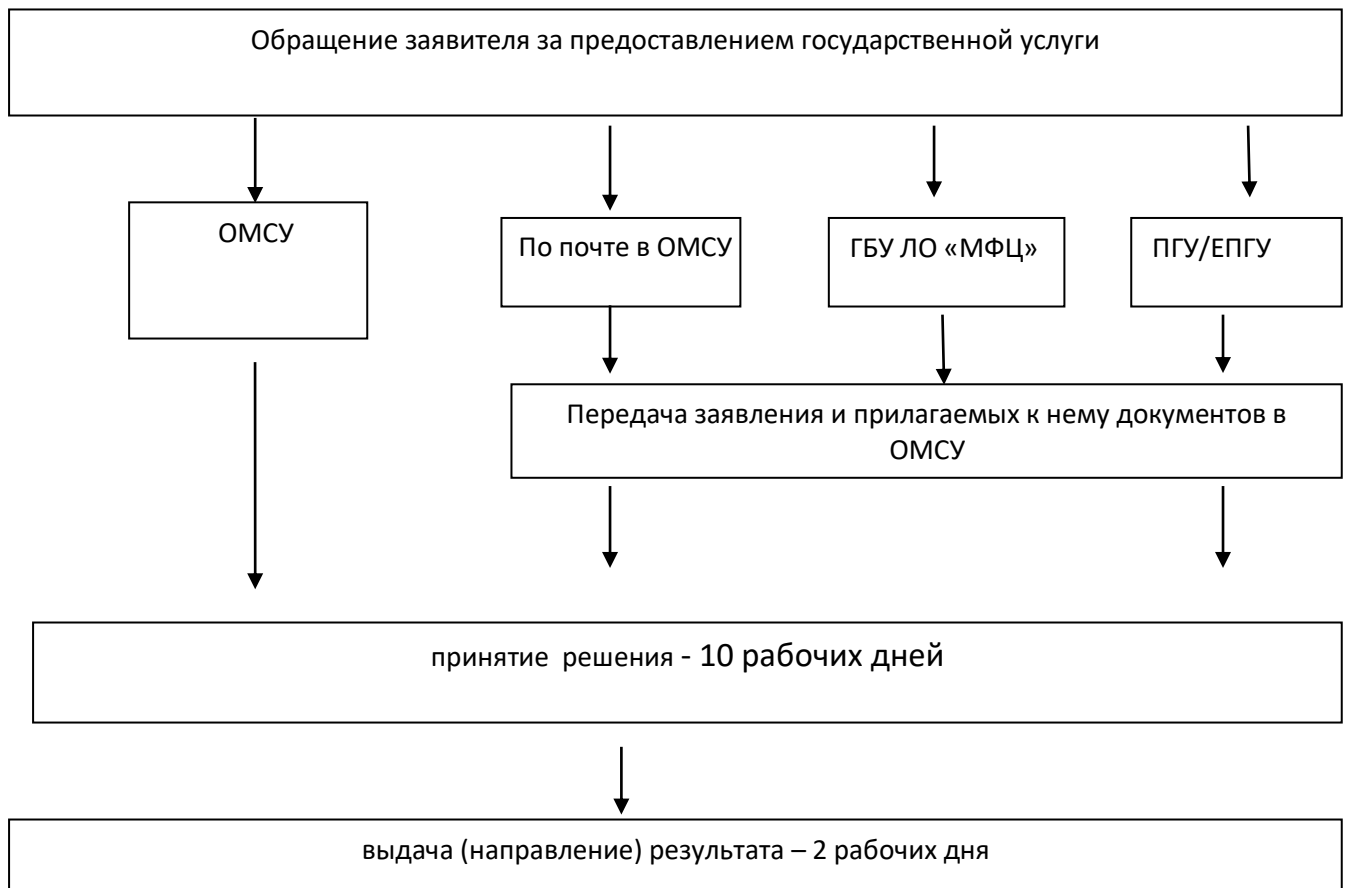 Обращение заявителя за предоставлением государственной услуги
ОМСУ
По почте в ОМСУ
ГБУ ЛО «МФЦ»
ПГУ/ЕПГУ
Передача заявления и прилагаемых к нему документов в
ОМСУ
принятие решения - 10 рабочих дней
выдача (направление) результата – 2 рабочих дня